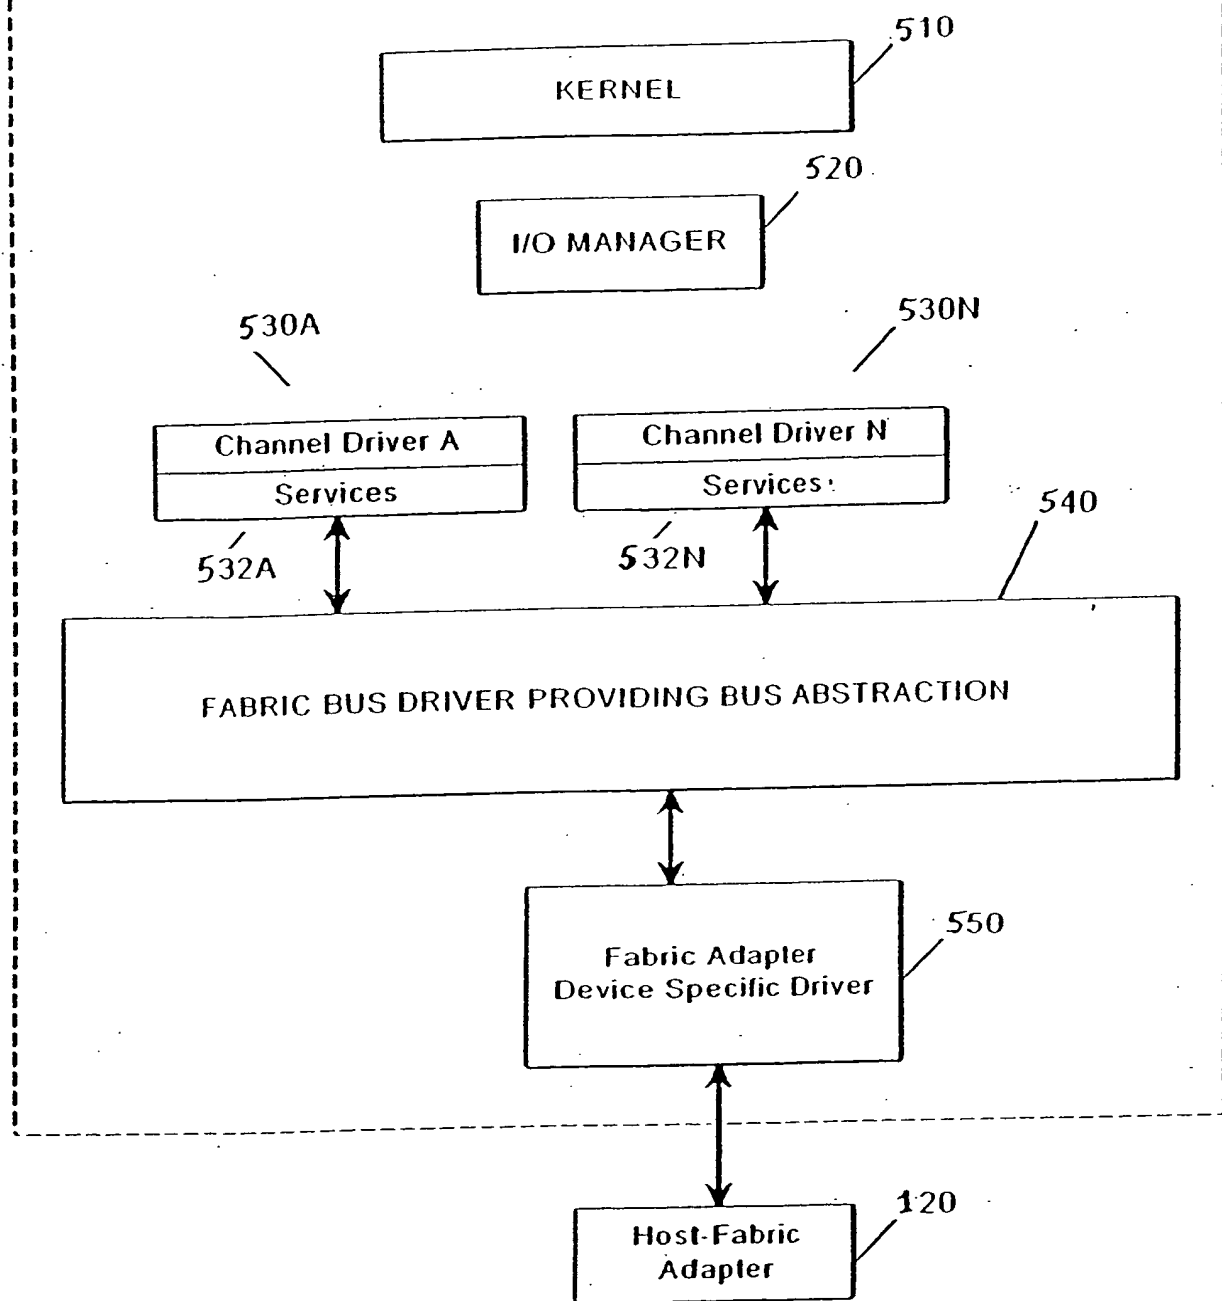 510
KERNEL
520
I/O MANAGER
530A
530N
Channel Driver A
Services
Channel Driver N
Services
532A
532N
540
FABRIC BUS DRIVER PROVIDING BUS ABSTRACTION
550
Fabric Adapter
Device Specific Driver
120
Host-Fabric
Adapter